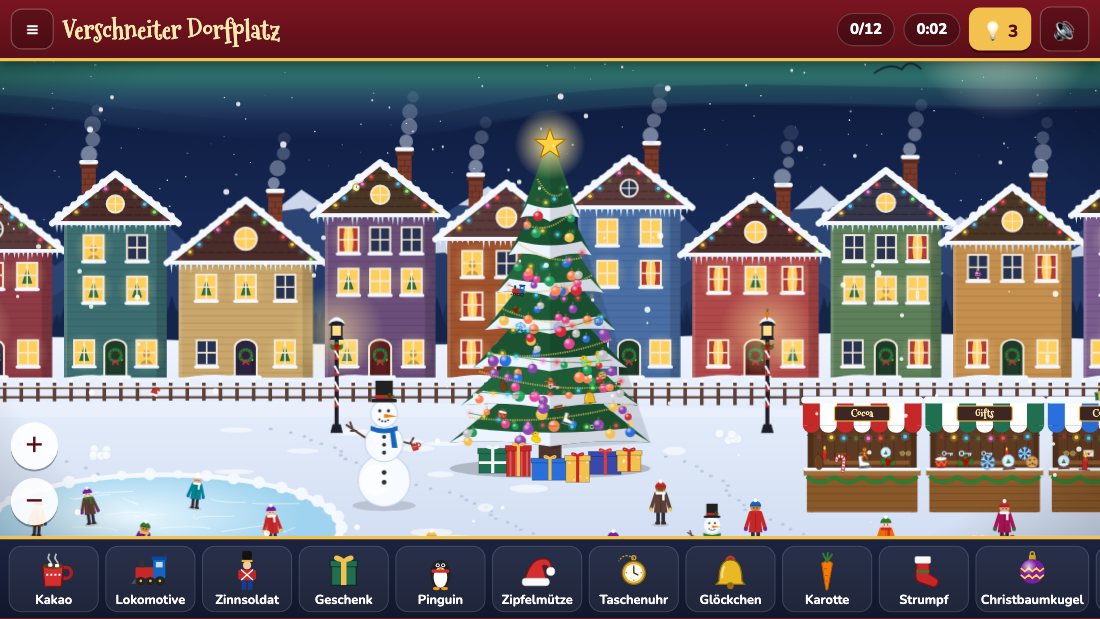 Verschneiter Dorfplatz
0/12
0:02
3
Cocoa
Gifts
+
−
Kakao
Lokomotive
Zinnsoldat
Geschenk
Pinguin
Zipfelmütze
Taschenuhr
Glöckchen
Karotte
Strumpf
Christbaumkugel